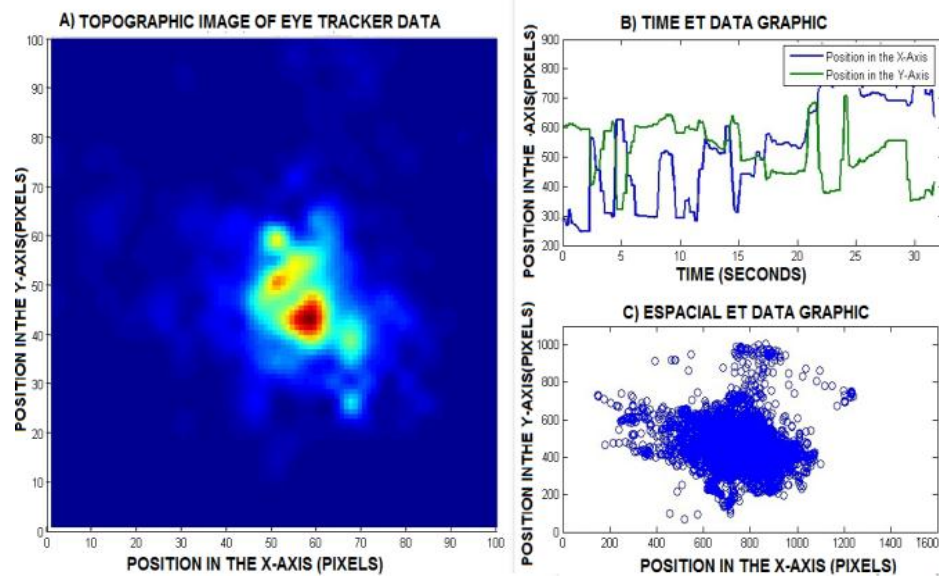 A) TOPOGRAPHIC IMAGE OF EYE TRACKER DATA
POSITION IN THE Y-AXIS(PIXELS)
100
90
80
70
60
50
40
30
20
10
0
0 10 20 30 40 50 60 70 80 90 100
POSITION IN THE X-AXIS (PIXELS)
B) TIME ET DATA GRAPHIC
POSITION IN THE -AXIS(PIXELS)
900
800
700
600
500
400
300
200
Position in the X-Axis
Position in the Y-Axis
0 5 10 15 20 25 30
TIME (SECONDS)
C) ESPACIAL ET DATA GRAPHIC
POSITION IN THE Y-AXIS(PIXELS)
1000
800
600
400
200
0
0 200 400 600 800 1000 1200 1400 1600
POSITION IN THE X-AXIS (PIXELS)